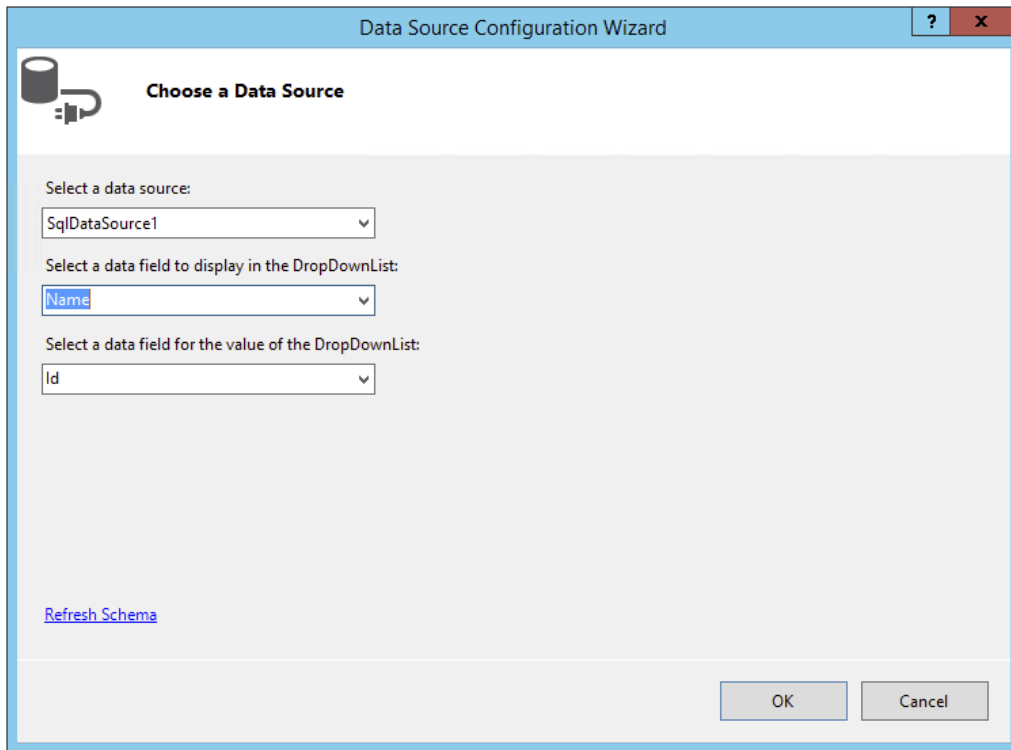 Data Source Configuration Wizard
? x
Choose a Data Source
Select a data source:
SqlDataSource1
Select a data field to display in the DropDownList:
Name
Select a data field for the value of the DropDownList:
Id
Refresh Schema
OK Cancel